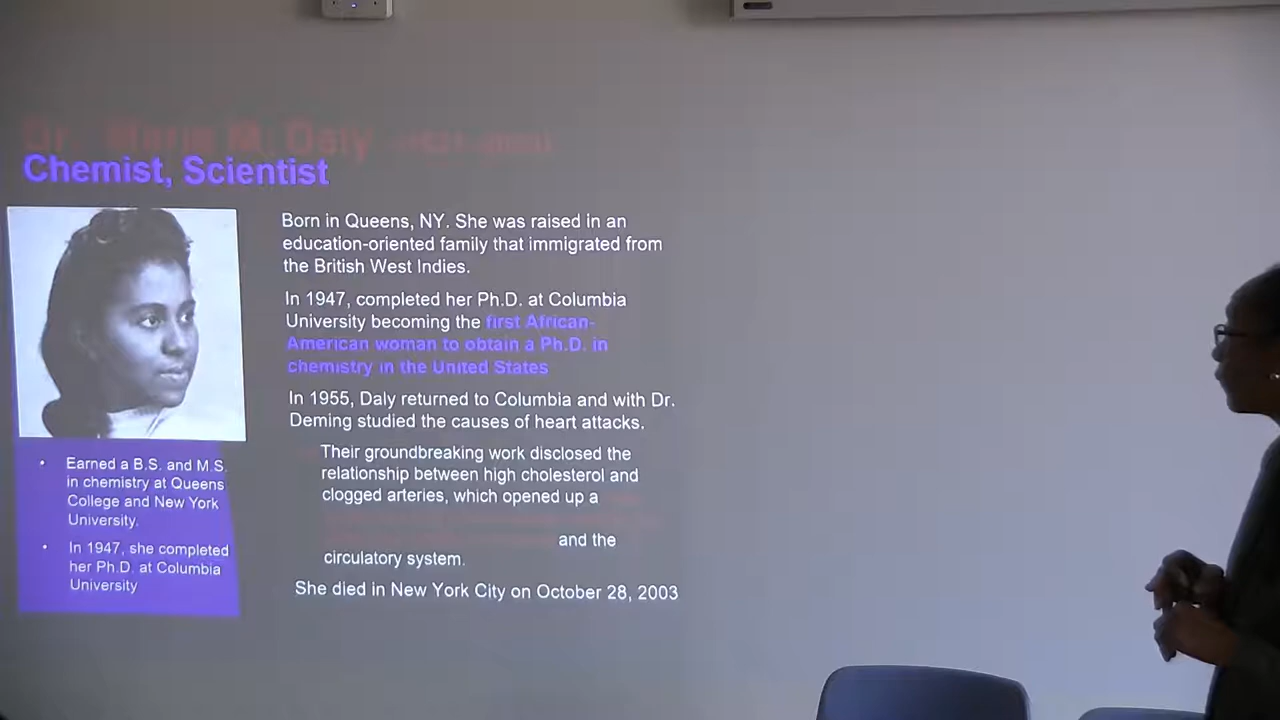 Dr. Marie M. Daly
Chemist, Scientist
Born in Queens, NY. She was raised in an
education-oriented family that immigrated from
the British West Indies.
In 1947, completed her Ph.D. at Columbia
University becoming the first African-
American woman to obtain a Ph.D. in
chemistry in the United States
In 1955, Daly returned to Columbia and with Dr.
Deming studied the causes of heart attacks.
Their groundbreaking work disclosed the
relationship between high cholesterol and
clogged arteries, which opened up a
and the
circulatory system.
She died in New York City on October 28, 2003
• Earned a B.S. and M.S.
in chemistry at Queens
College and New York
University.
• In 1947, she completed
her Ph.D. at Columbia
University